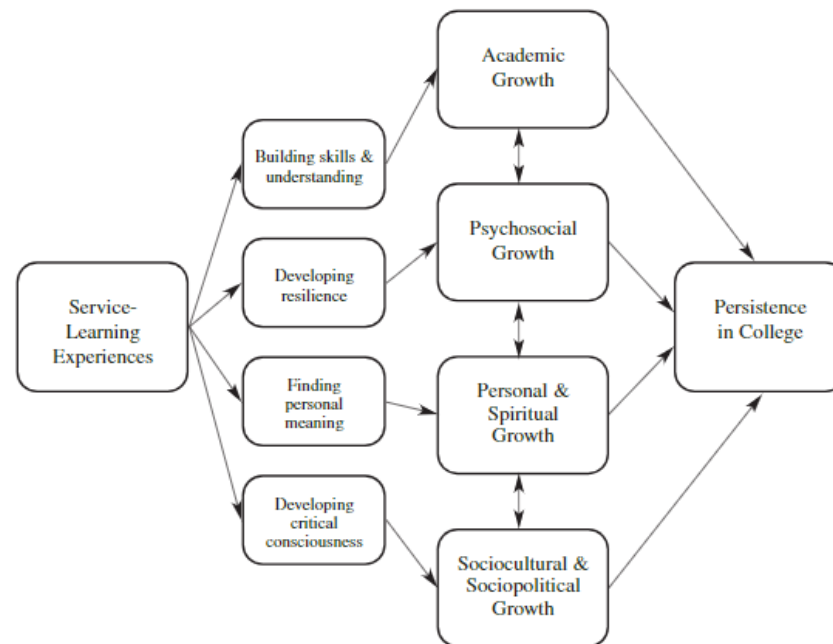 Academic
Growth
Building skills &
understanding
Psychosocial
Growth
Developing
resilience
Service-
Learning
Experiences
Persistence
in College
Finding
personal
meaning
Personal &
Spiritual
Growth
Developing
critical
consciousness
Sociocultural &
Sociopolitical
Growth